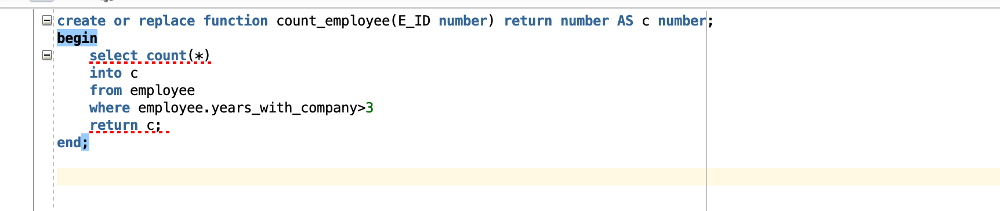 create or replace function count_employee(E_ID number) return number AS c number;
begin
    select count(*)
    into c
    from employee
    where employee.years_with_company>3
    return c;
end;